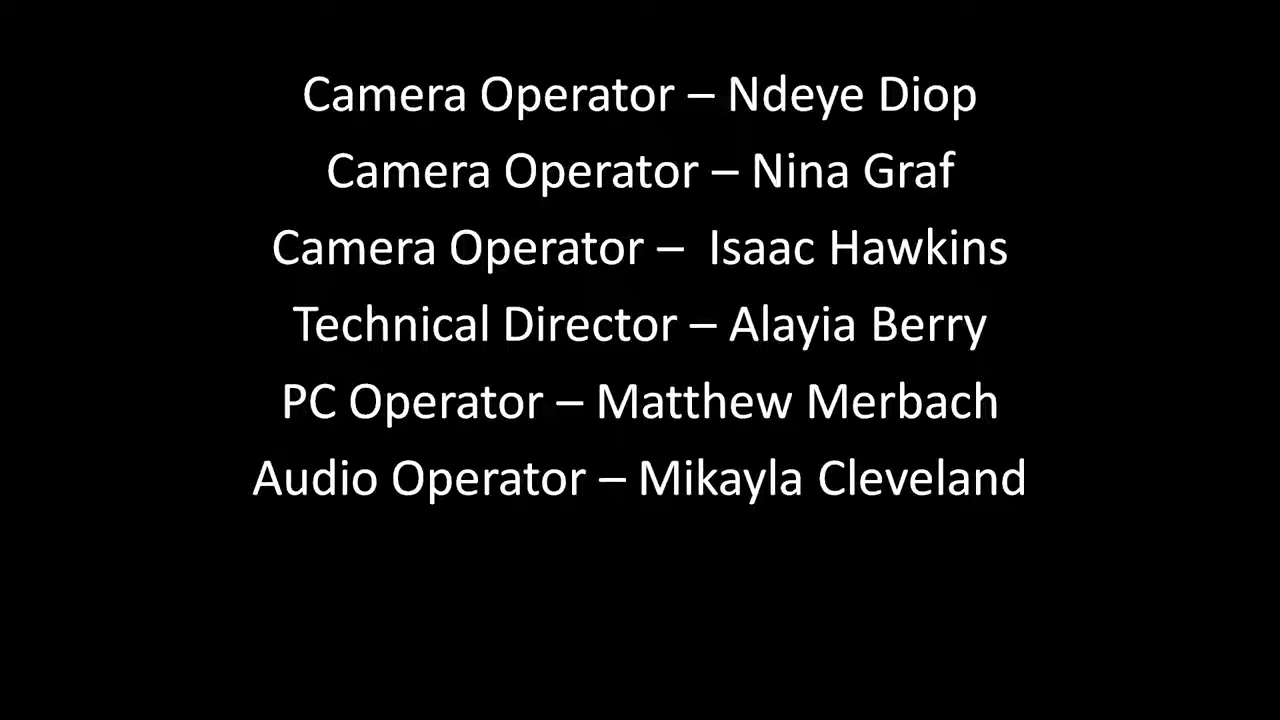 Camera Operator – Ndeye Diop
Camera Operator – Nina Graf
Camera Operator –  Isaac Hawkins
Technical Director – Alayia Berry
PC Operator – Matthew Merbach
Audio Operator – Mikayla Cleveland